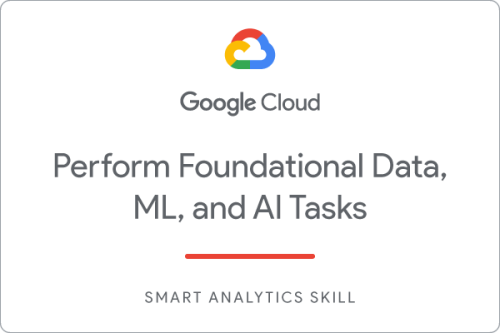 Google Cloud
Perform Foundational Data,
ML, and AI Tasks
SMART ANALYTICS SKILL